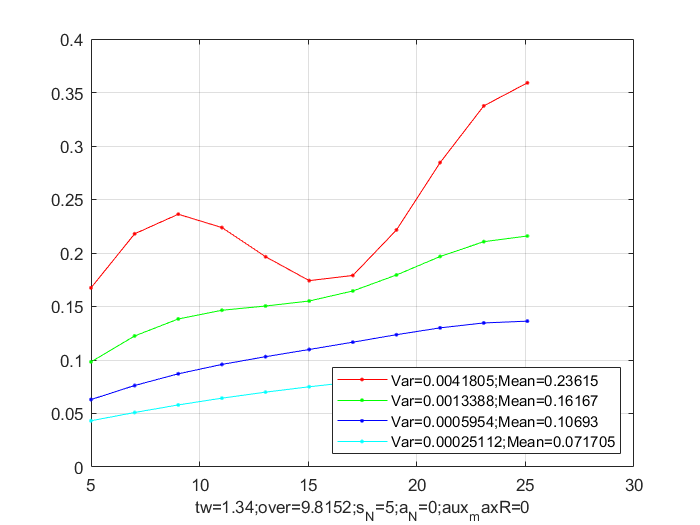 0.4
0.35
0.3
0.25
0.2
0.15
0.1
0.05
0
Var=0.0041805;Mean=0.23615
Var=0.0013388;Mean=0.16167
Var=0.0005954;Mean=0.10693
Var=0.00025112;Mean=0.071705
5 10 15 20 25 30
tw=1.34;over=9.8152;s_N=5;a_N=0;aux_maxR=0